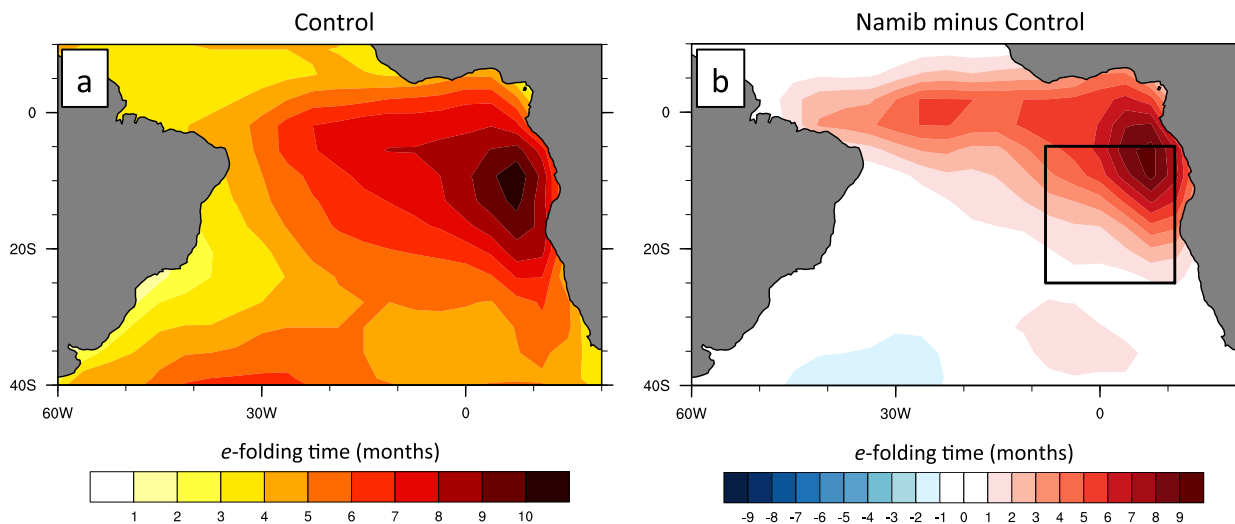 Control
Namib minus Control
a
b
0
20S
40S
60W
30W
0
0
20S
40S
60W
30W
0
e-folding time (months)
e-folding time (months)
1 2 3 4 5 6 7 8 9 10
-9 -8 -7 -6 -5 -4 -3 -2 -1 0 1 2 3 4 5 6 7 8 9